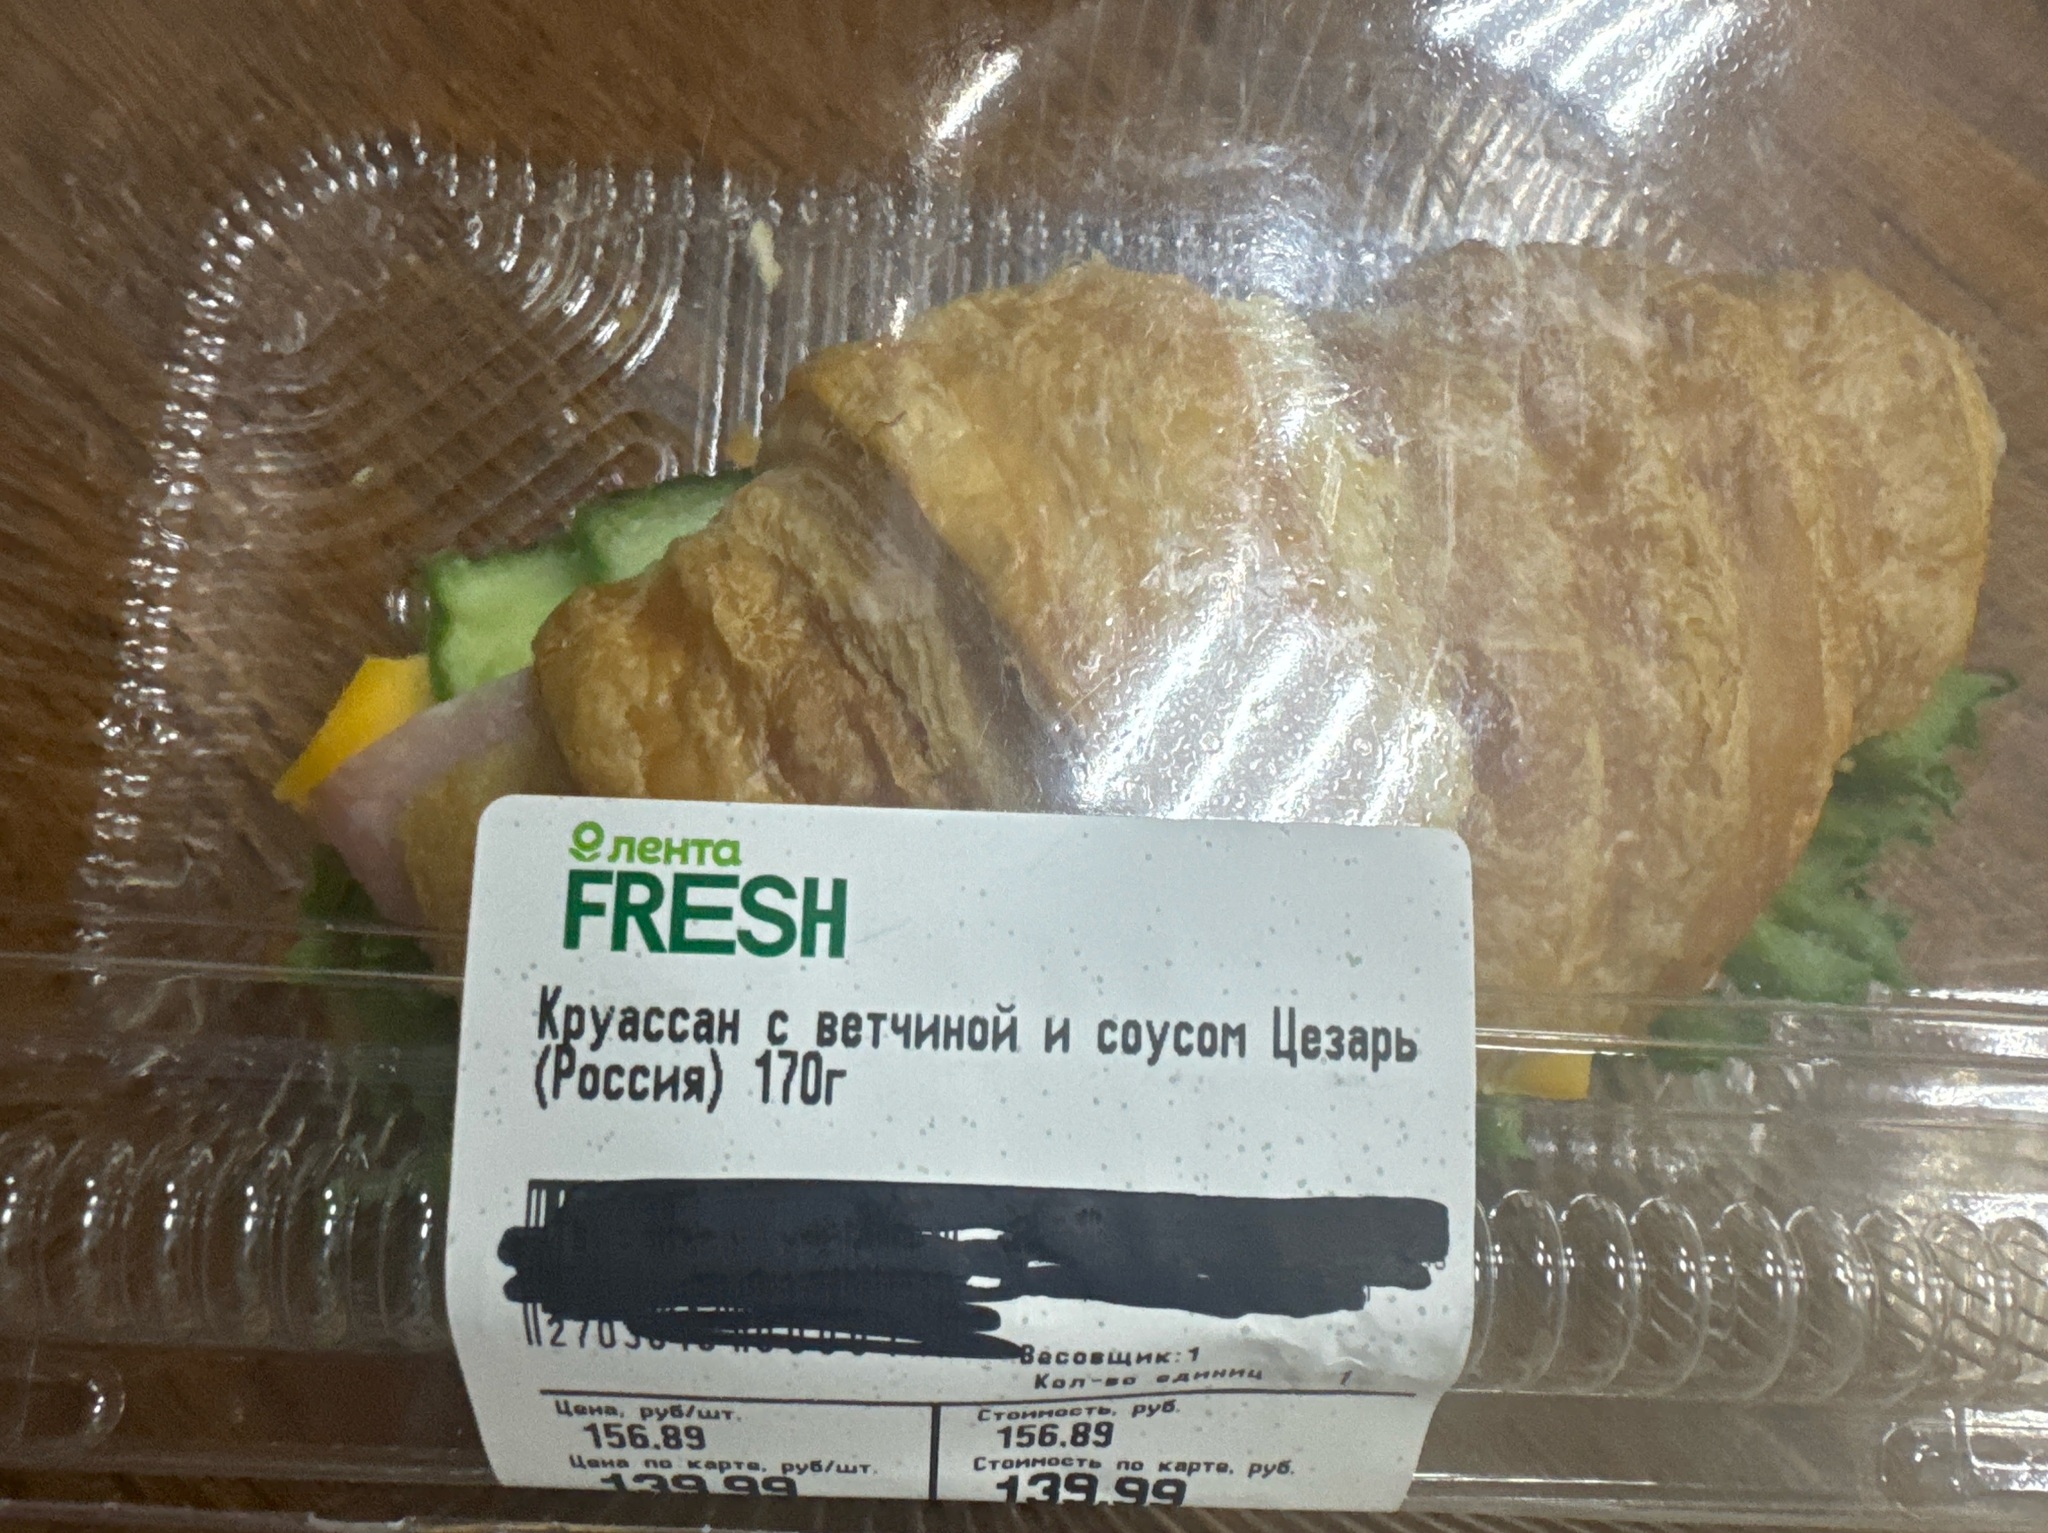 лента
FRESH
Круассан с ветчиной и соусом Цезарь
(Россия) 170г
Весовщик:1
Кол-во единиц 1
Цена, руб/шт. Стоимость, руб.
156.89 156.89
Цена по карте, руб/шт. Стоимость по карте, руб.
139.99 139.99